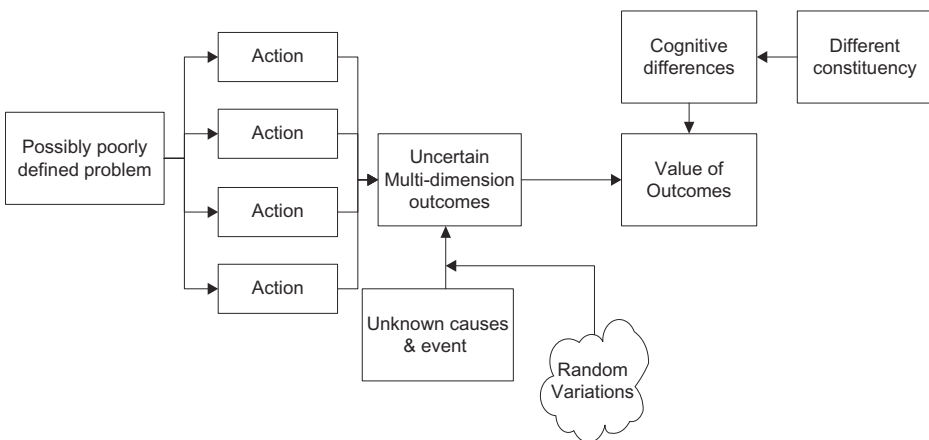 Possibly poorly
defined problem
Action
Action
Action
Action
Uncertain
Multi-dimension
outcomes
Unknown causes
& event
Random
Variations
Cognitive
differences
Different
constituency
Value of
Outcomes